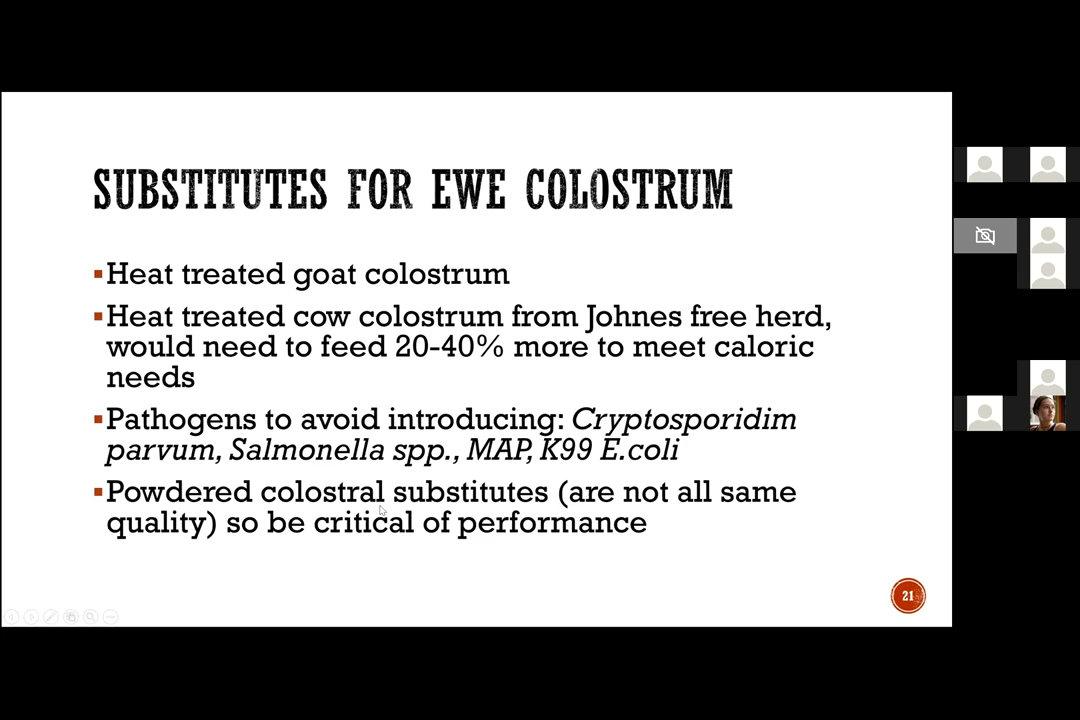 SUBSTITUTES FOR EWE COLOSTRUM
▪Heat treated goat colostrum
▪Heat treated cow colostrum from Johnes free herd,
would need to feed 20-40% more to meet caloric
needs
▪Pathogens to avoid introducing: Cryptosporidim
parvum, Salmonella spp., MAP, K99 E.coli
▪Powdered colostral substitutes (are not all same
quality) so be critical of performance
21